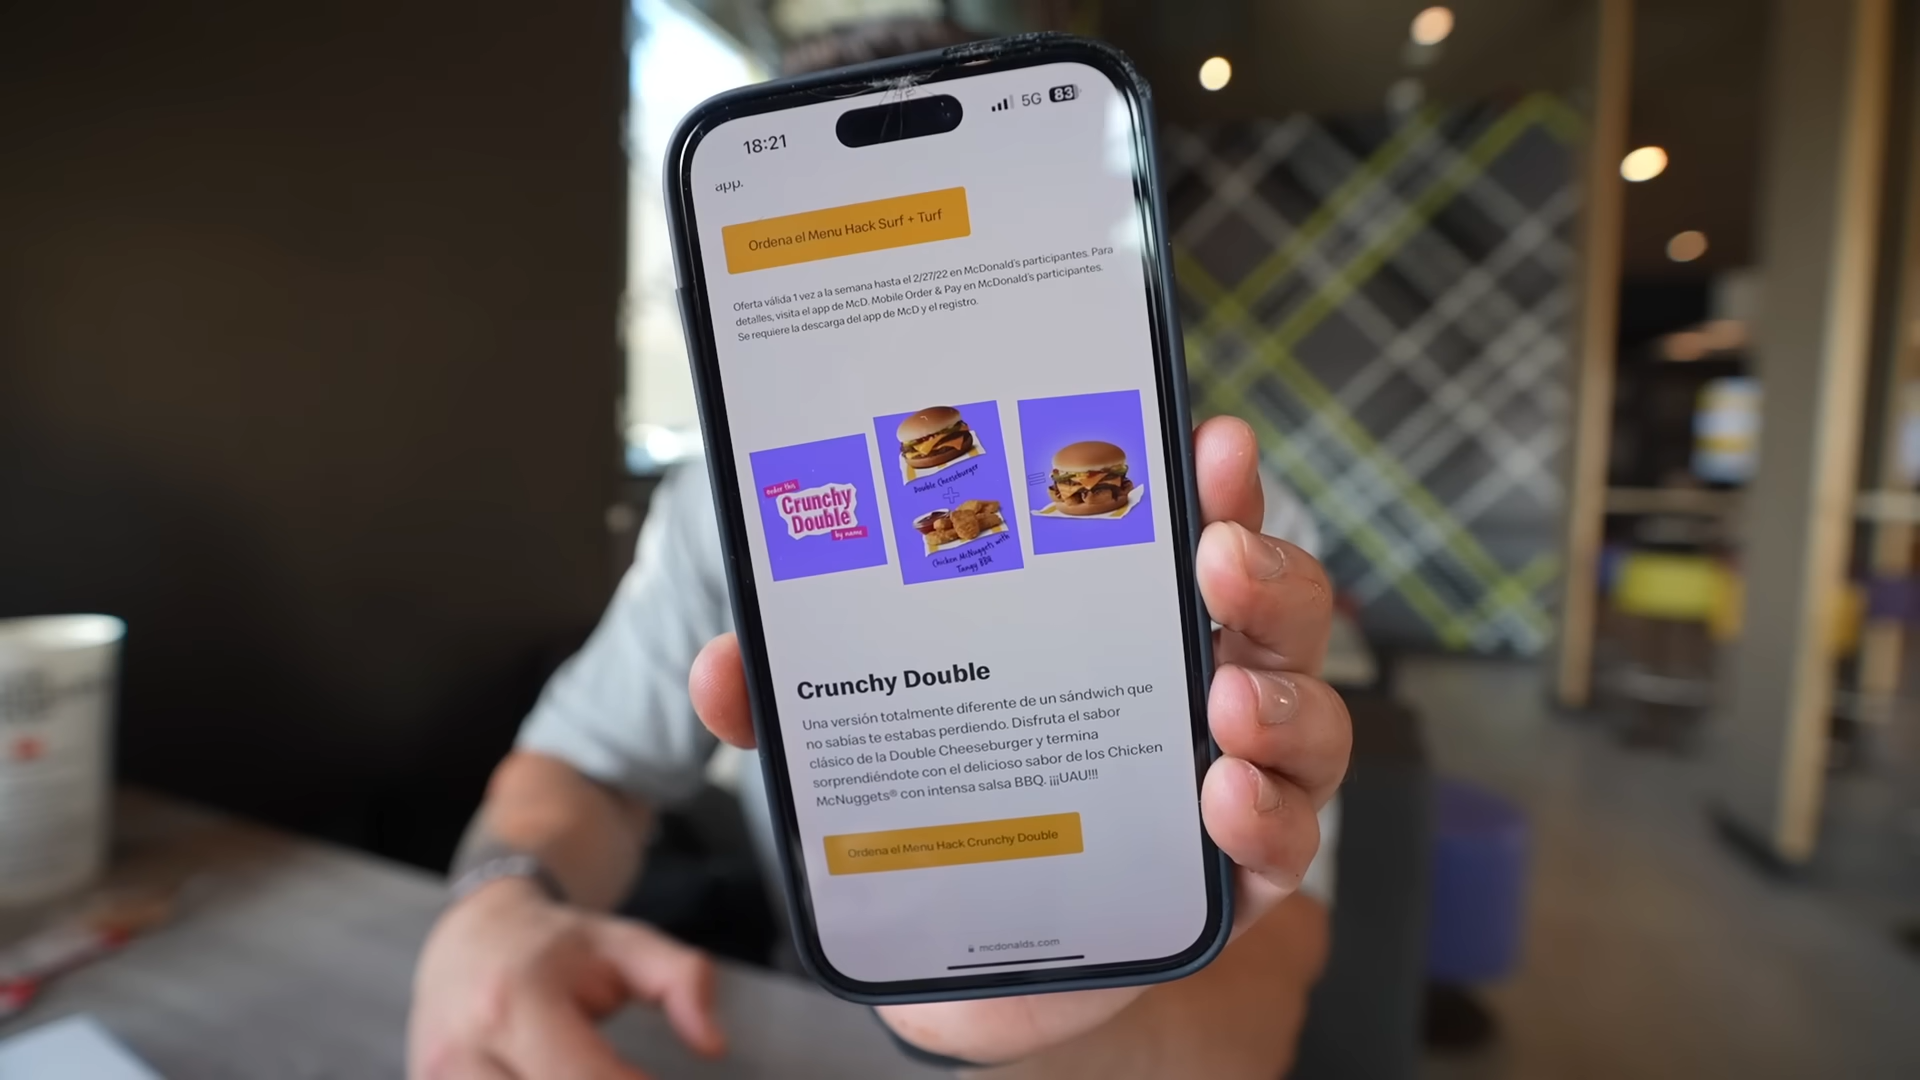 18:21
5G 83
app.
Ordena el Menu Hack Surf + Turf
Oferta válida 1 vez a la semana hasta el 2/27/22 en McDonald's participantes. Para
detalles, visita el app de McD. Mobile Order & Pay en McDonald's participantes.
Se requiere la descarga del app de McD y el registro.
order this
Crunchy
Double
by name
Double Cheeseburger
+
Chicken McNuggets with
Tangy BBQ
=
Crunchy Double
Una versión totalmente diferente de un sándwich que
no sabías te estabas perdiendo. Disfruta el sabor
clásico de la Double Cheeseburger y termina
sorprendiéndote con el delicioso sabor de los Chicken
McNuggets® con intensa salsa BBQ. ¡¡¡UAU!!!
Ordena el Menu Hack Crunchy Double
mcdonalds.com